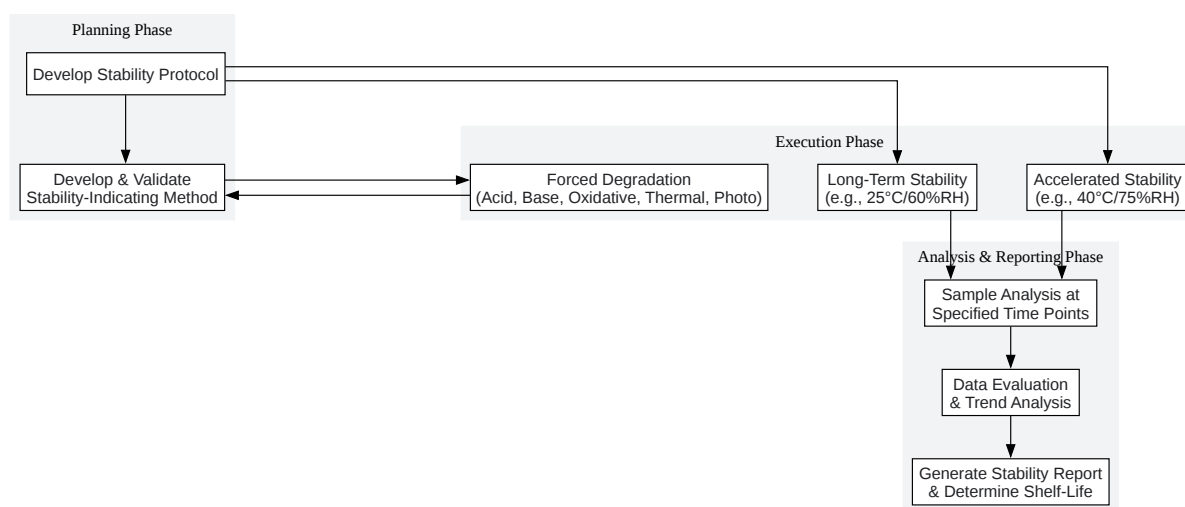 Planning Phase
Develop Stability Protocol
Develop & Validate
Stability-Indicating Method
Execution Phase
Forced Degradation
(Acid, Base, Oxidative, Thermal, Photo)
Long-Term Stability
(e.g., 25°C/60%RH)
Accelerated Stability
(e.g., 40°C/75%RH)
Analysis & Reporting Phase
Sample Analysis at
Specified Time Points
Data Evaluation
& Trend Analysis
Generate Stability Report
& Determine Shelf-Life